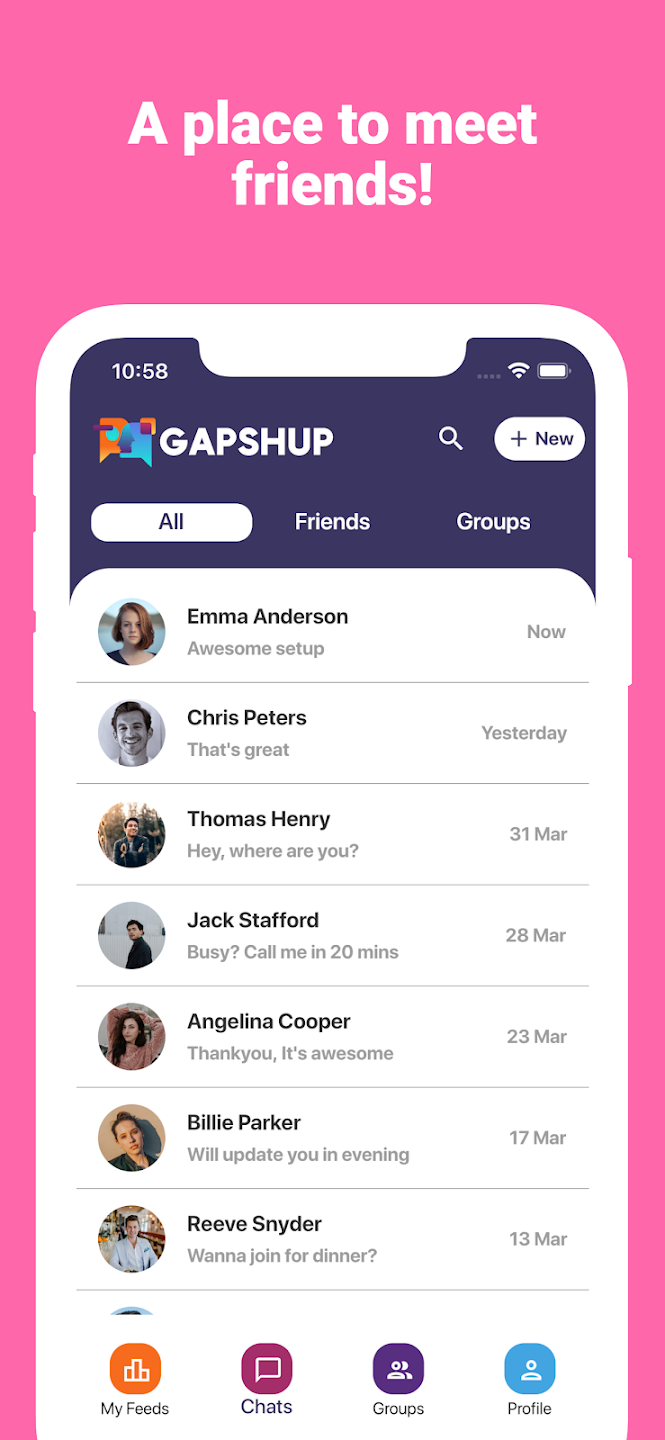 A place to meet
friends!
10:58
GAPSHUP
+ New
All Friends Groups
Emma Anderson
Now
Awesome setup
Chris Peters
Yesterday
That's great
Thomas Henry
31 Mar
Hey, where are you?
Jack Stafford
28 Mar
Busy? Call me in 20 mins
Angelina Cooper
23 Mar
Thankyou, It's awesome
Billie Parker
17 Mar
Will update you in evening
Reeve Snyder
13 Mar
Wanna join for dinner?
My Feeds Chats Groups Profile